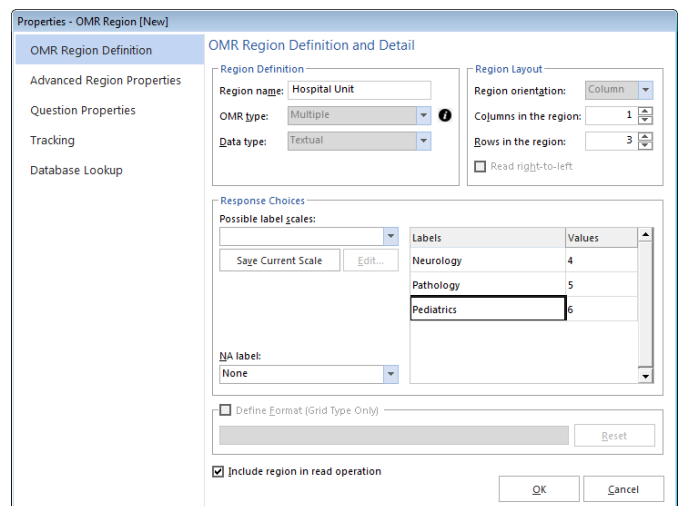 Properties - OMR Region [New]
OMR Region Definition
Advanced Region Properties
Question Properties
Tracking
Database Lookup
OMR Region Definition and Detail
Region Definition
Region name: Hospital Unit
OMR type: Multiple
Data type: Textual
Region Layout
Region orientation: Column
Columns in the region: 1
Rows in the region: 3
Read right-to-left
Response Choices
Possible label scales:
Save Current Scale Edit...
Labels Values
Neurology 4
Pathology 5
Pediatrics 6
NA label:
None
Define Format (Grid Type Only)
Reset
Include region in read operation
OK Cancel